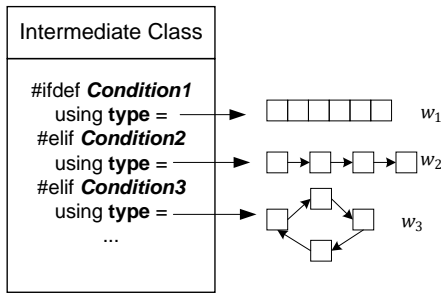 Intermediate Class
#ifdef Condition1
using type =
w1
#elif Condition2
using type =
w2
#elif Condition3
using type =
w3
...